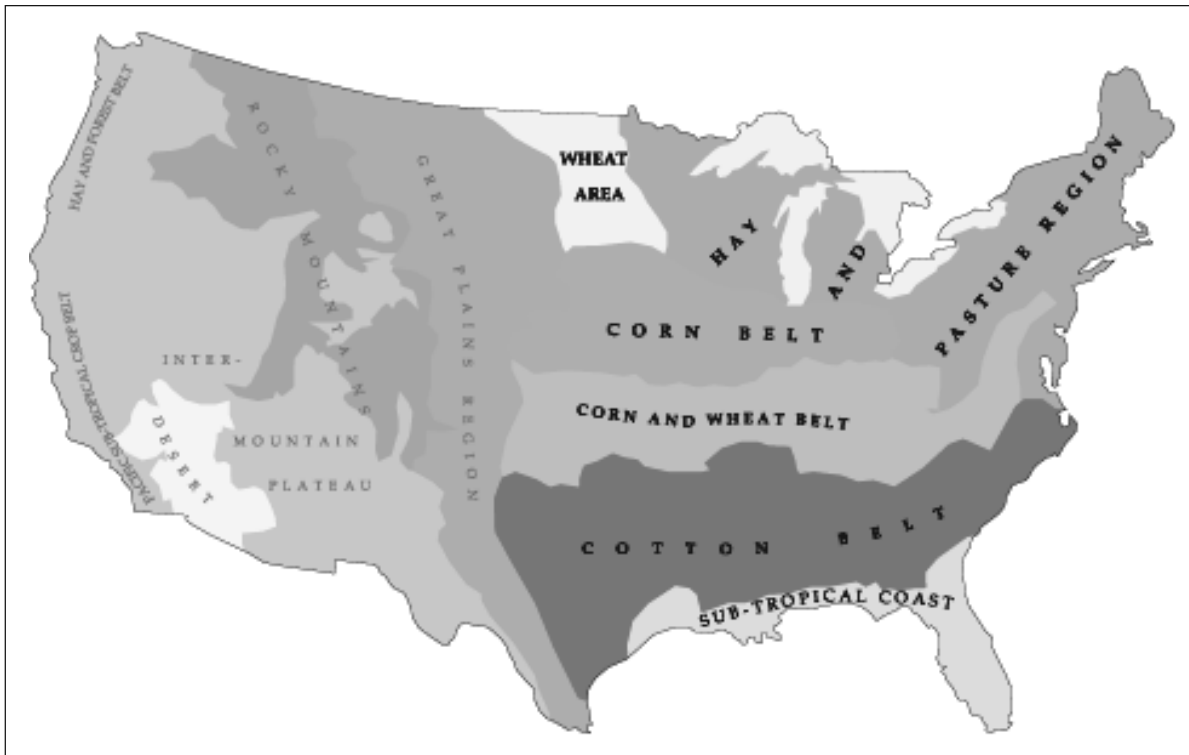 HAY AND FOREST BELT
ROCKY MOUNTAINS
GREAT PLAINS REGION
WHEAT
AREA
HAY AND
PASTURE REGION
CORN BELT
PACIFIC SUB-TROPICAL CROP BELT
INTER-
MOUNTAIN
PLATEAU
DESERT
CORN AND WHEAT BELT
COTTON BELT
SUB-TROPICAL COAST